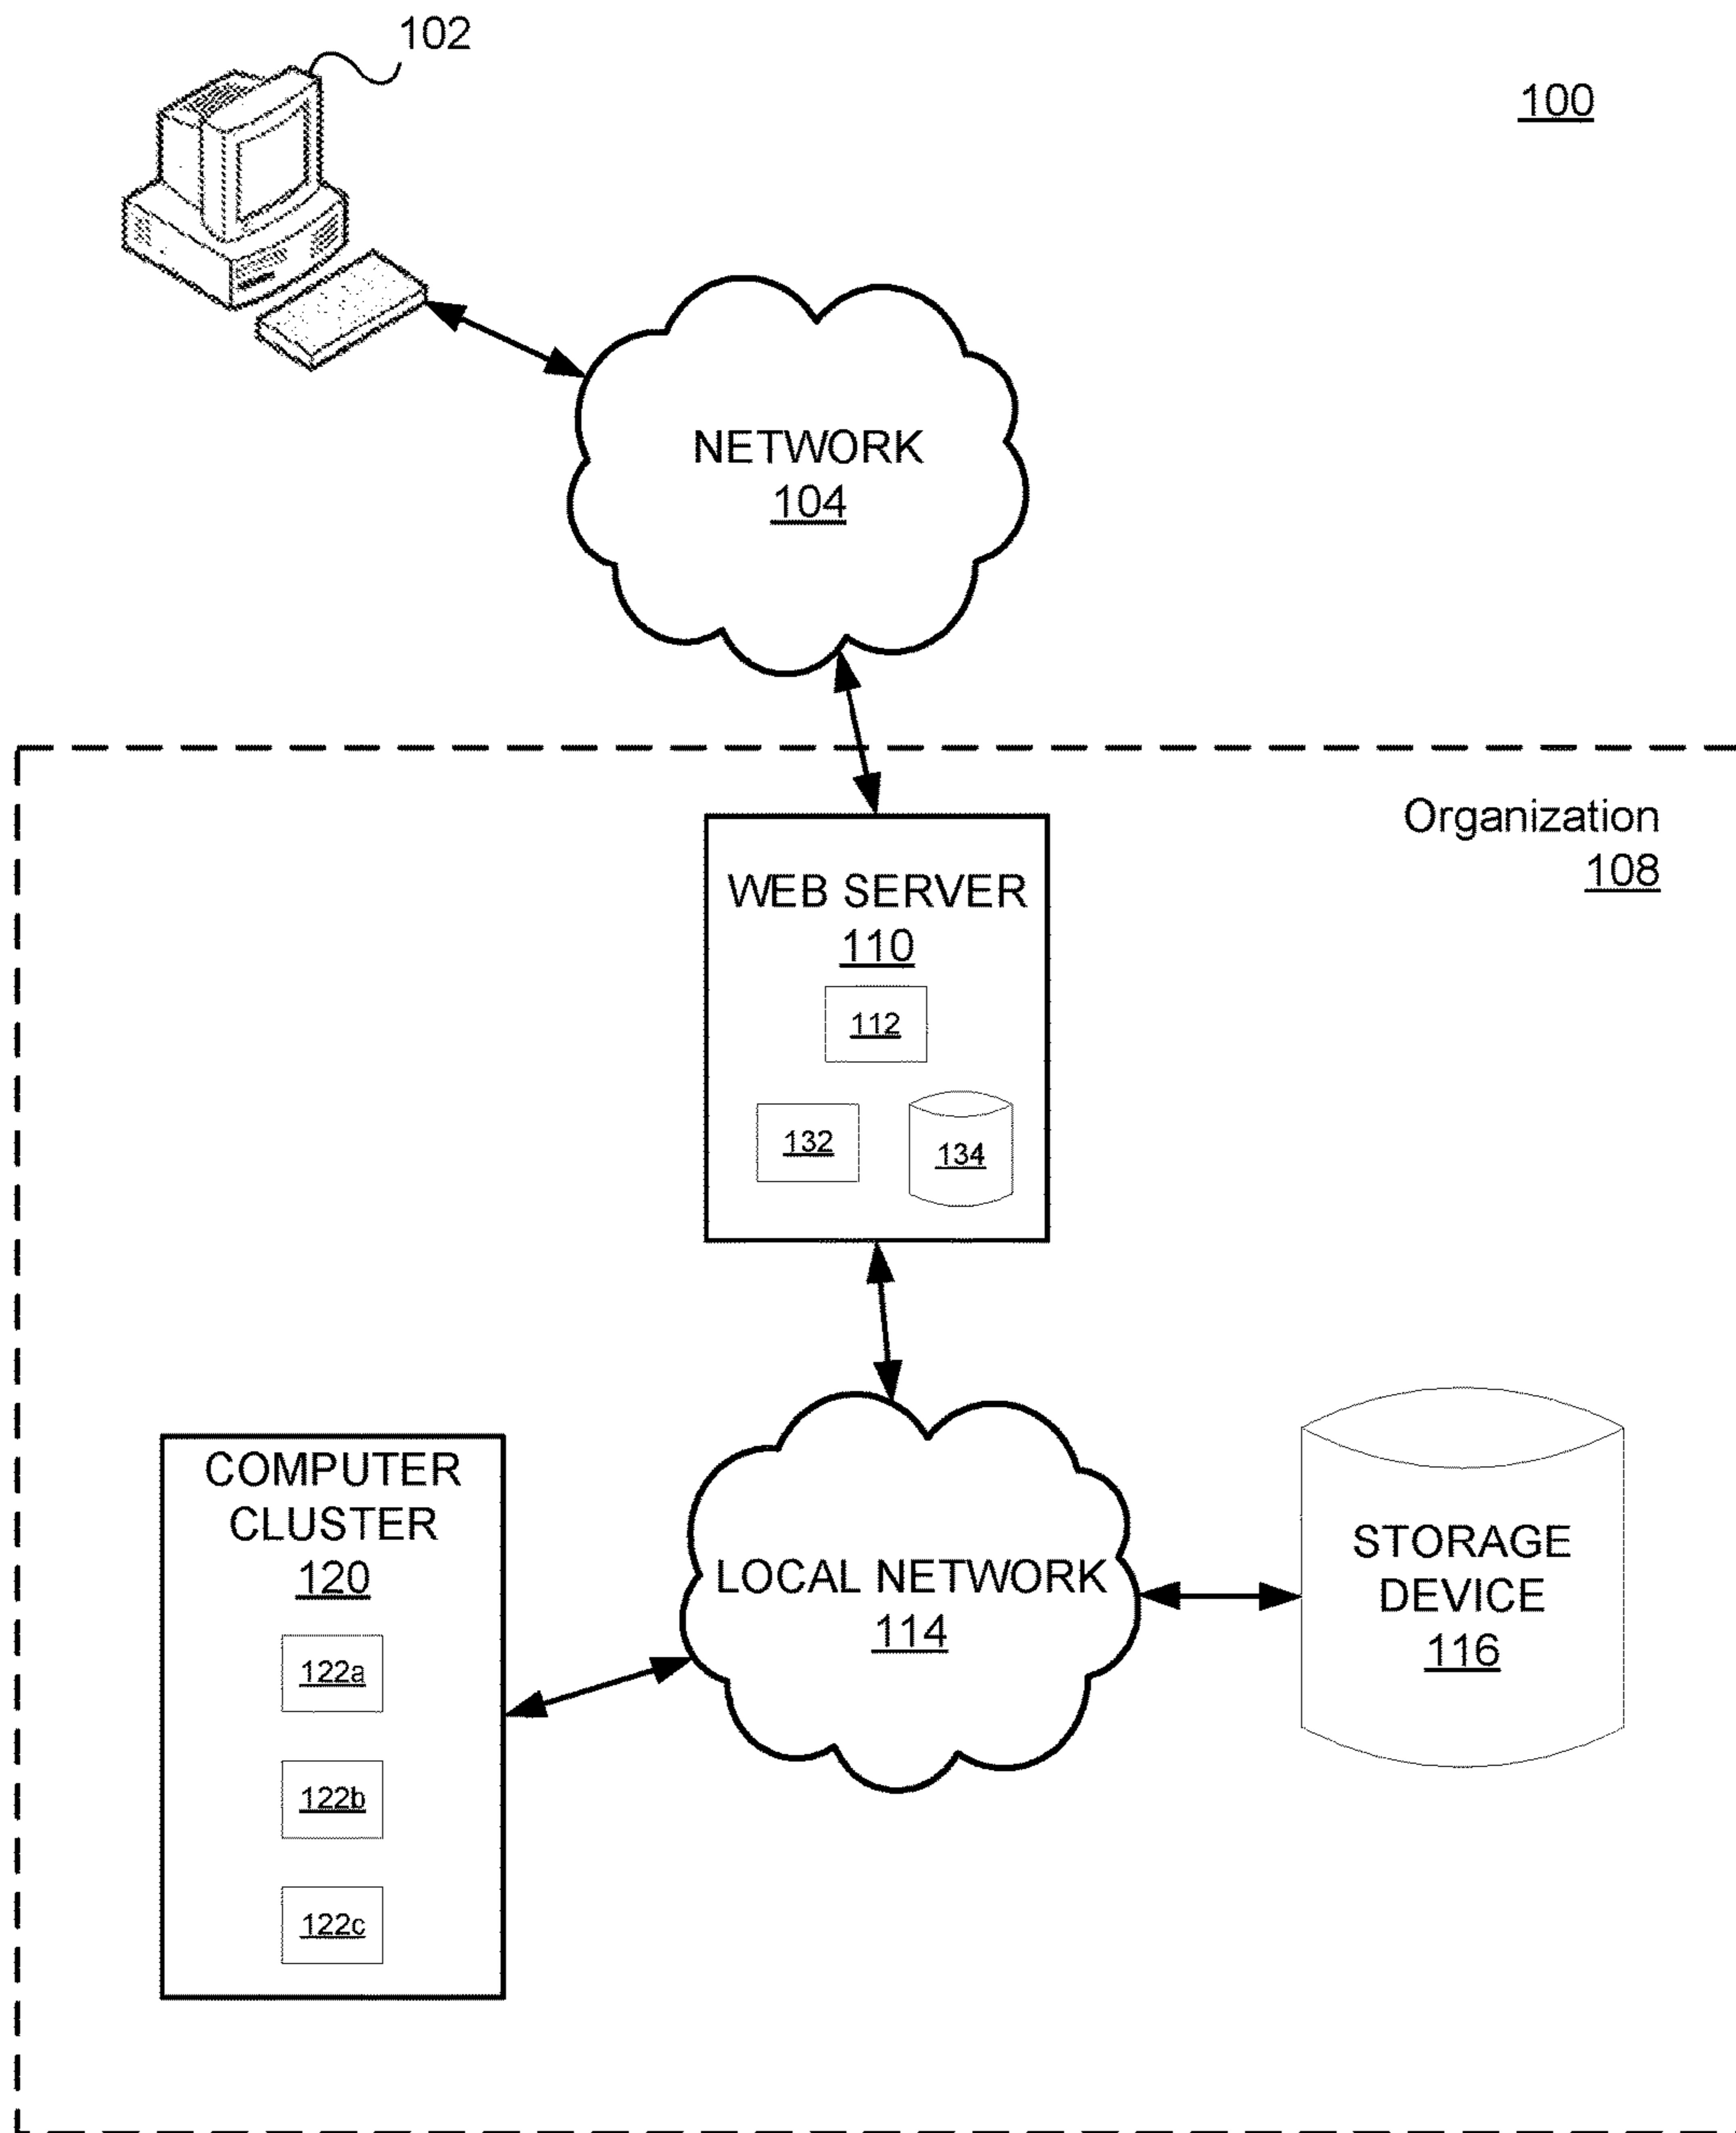 102
100
NETWORK
104
Organization
108
WEB SERVER
110
112
132
134
COMPUTER
CLUSTER
120
122a
122b
122c
LOCAL NETWORK
114
STORAGE
DEVICE
116